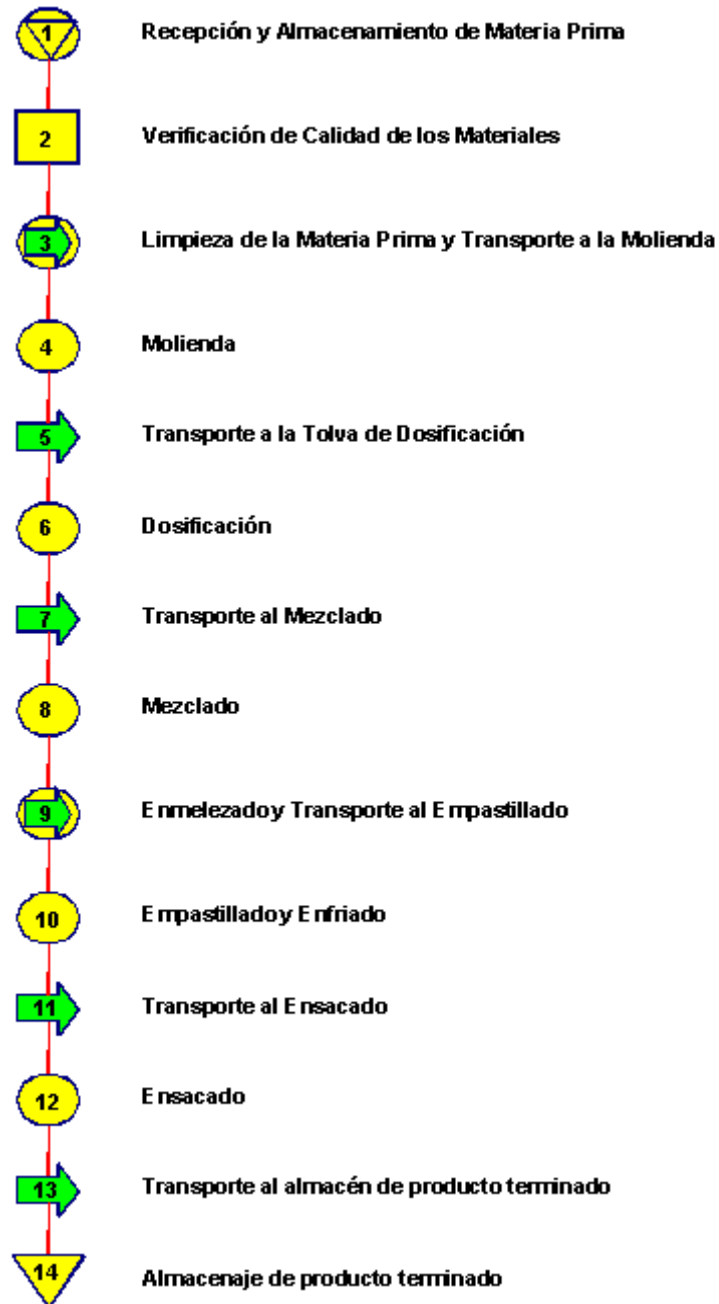 1 Recepción y Almacenamiento de Materia Prima
2 Verificación de Calidad de los Materiales
3 Limpieza de la Materia Prima y Transporte a la Molienda
4 Molienda
5 Transporte a la Tolva de Dosificación
6 Dosificación
7 Transporte al Mezclado
8 Mezclado
9 Enmelezado y Transporte al Empastillado
10 Empastillado y Enfriado
11 Transporte al Ensacado
12 Ensacado
13 Transporte al almacén de producto terminado
14 Almacenaje de producto terminado